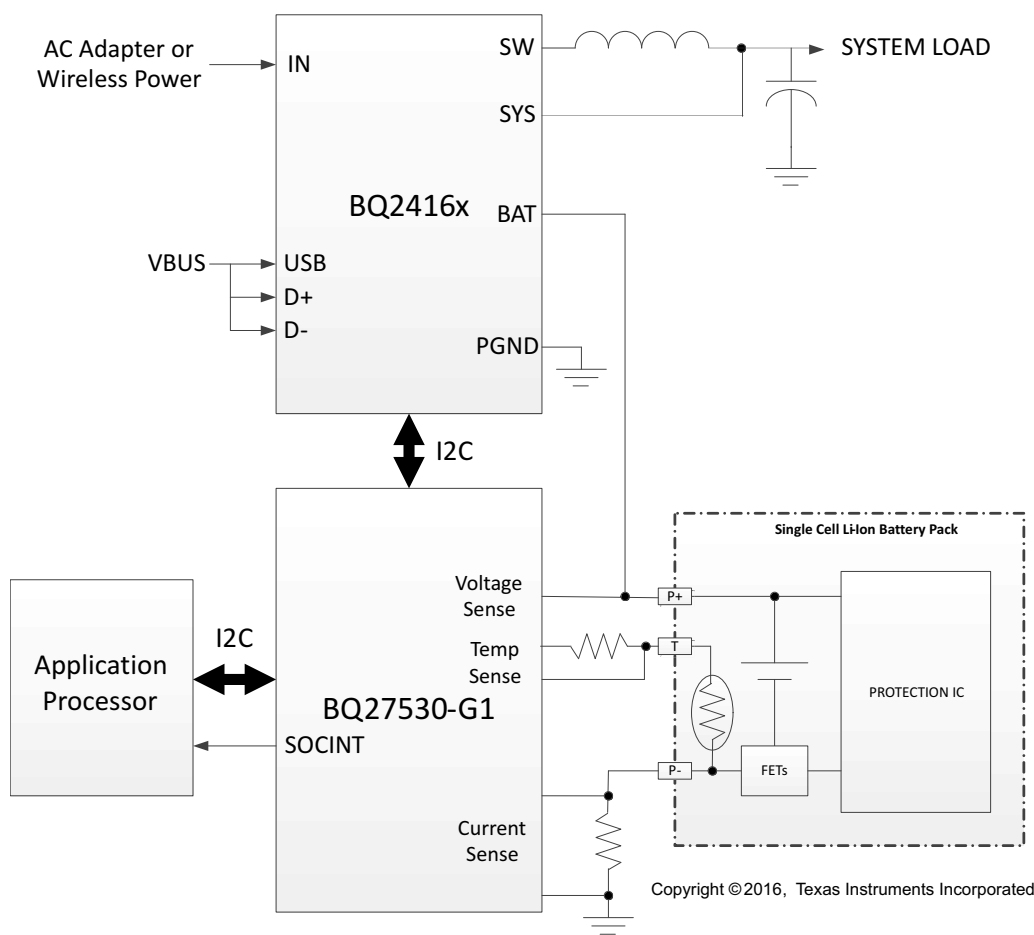 AC Adapter or
Wireless Power
IN
SW
SYSTEM LOAD
SYS
BQ2416x
BAT
VBUS
USB
D+
D-
PGND
I2C
Single Cell Li-Ion Battery Pack
Voltage
Sense
P+
Temp
Sense
T
I2C
Application
Processor
BQ27530-G1
PROTECTION IC
SOCINT
P-
FETs
Current
Sense
Copyright © 2016, Texas Instruments Incorporated